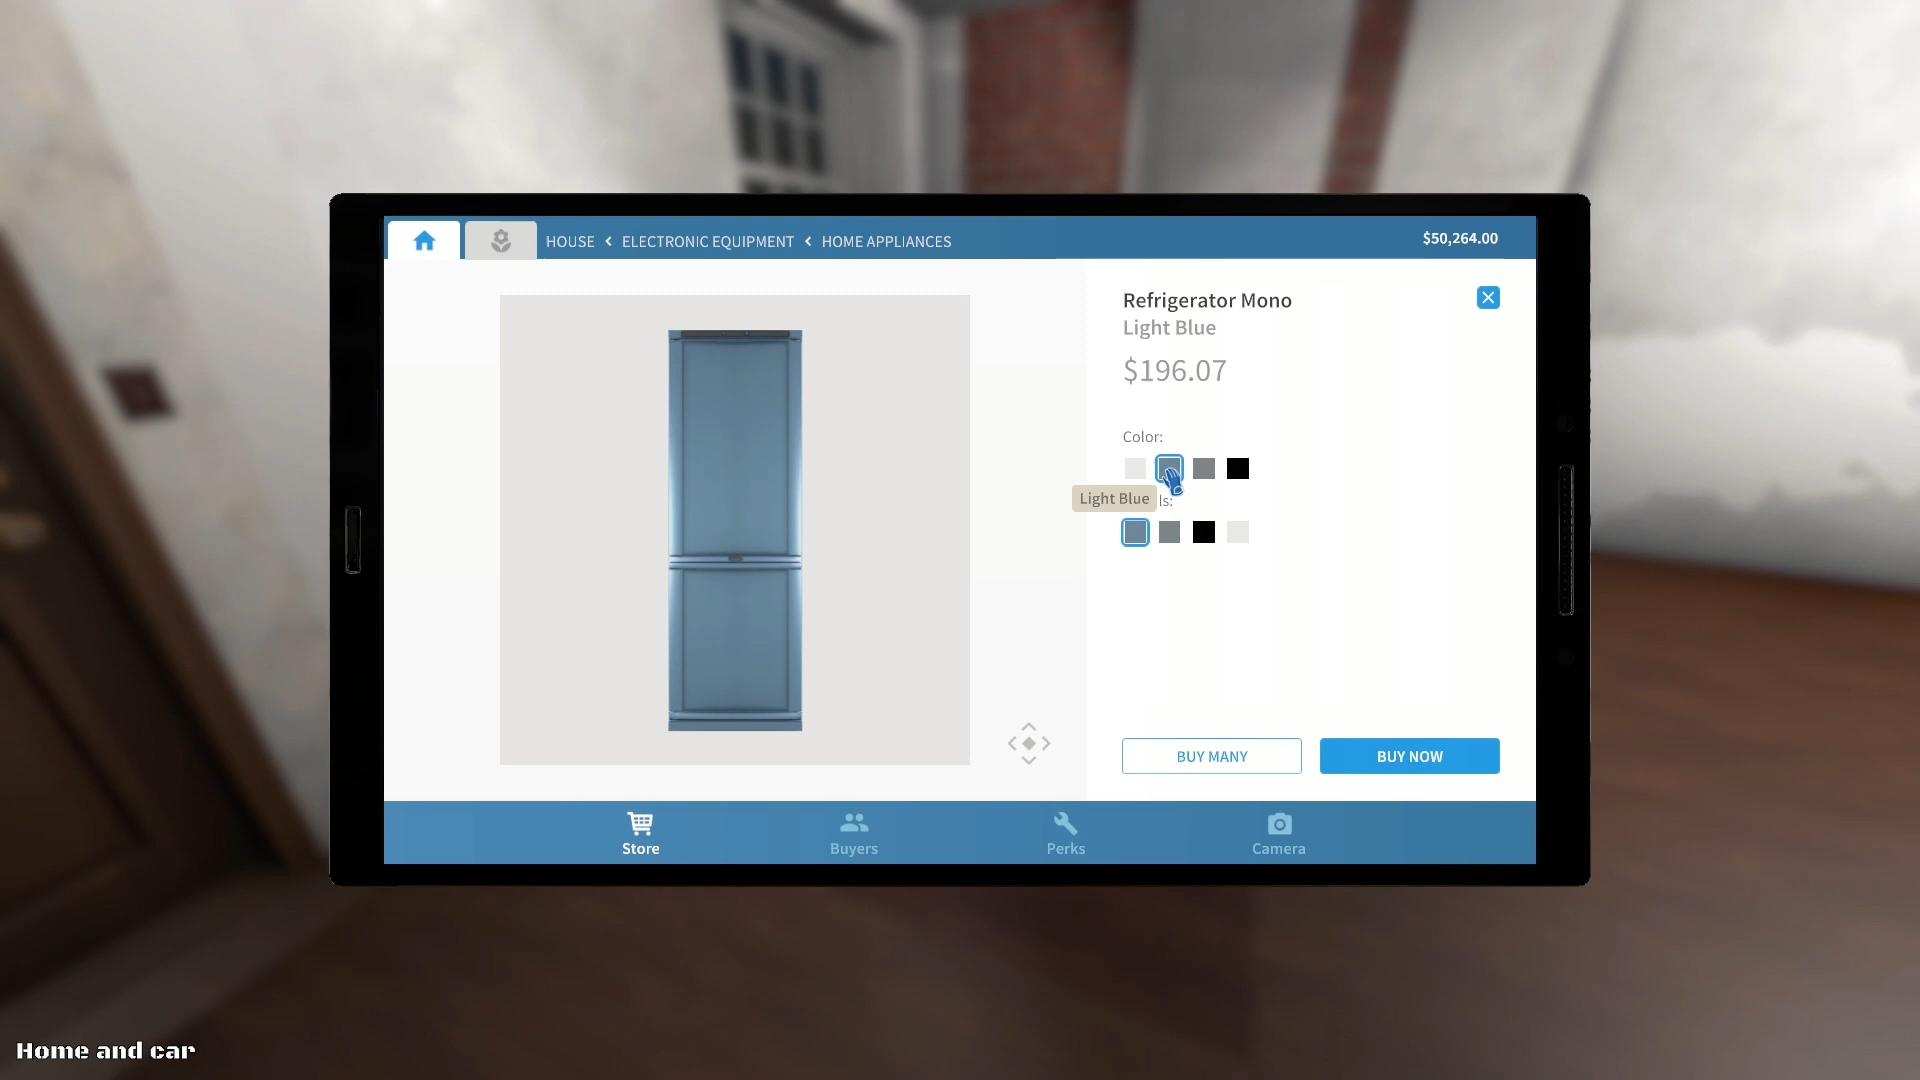 HOUSE < ELECTRONIC EQUIPMENT < HOME APPLIANCES
$50,264.00
Refrigerator Mono
Light Blue
$196.07
Color:
Light Blue
ls:
BUY MANY
BUY NOW
Store
Buyers
Perks
Camera
Home and car